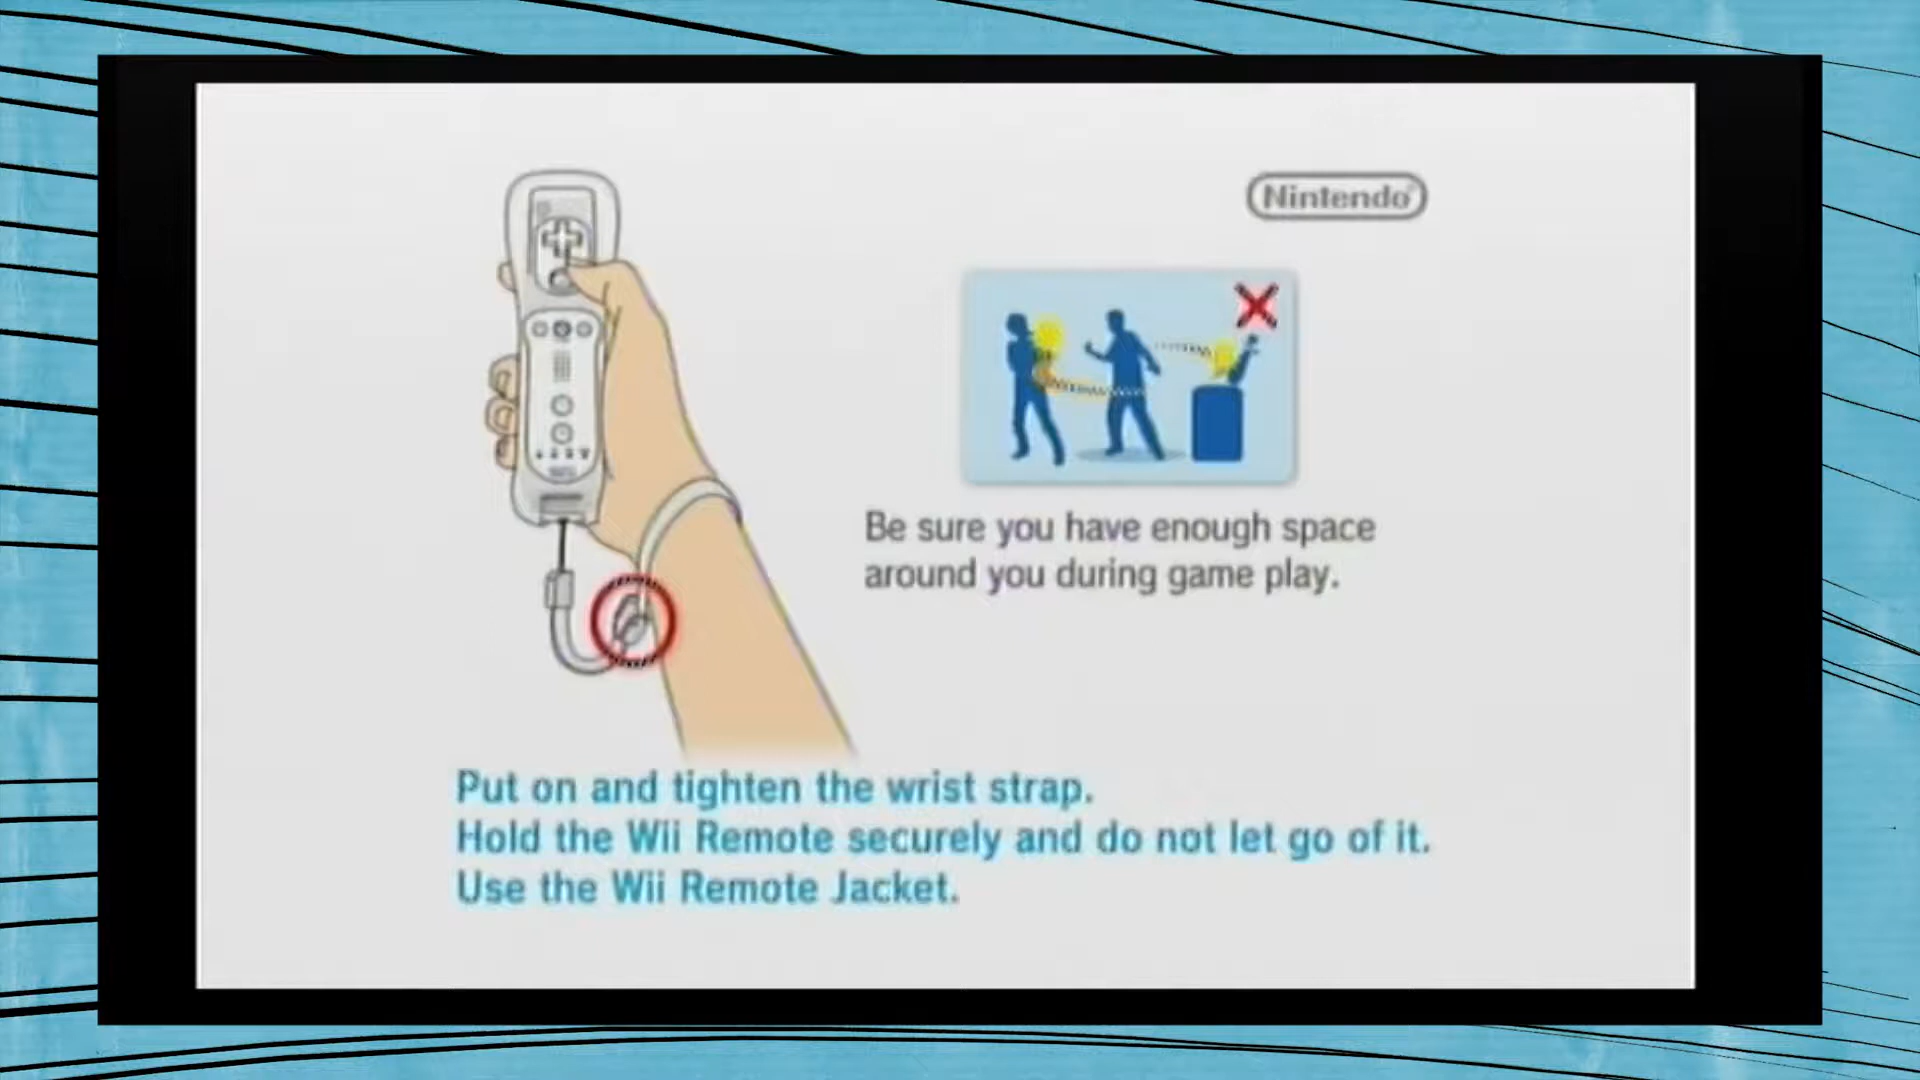 Nintendo
Be sure you have enough space
around you during game play.
Put on and tighten the wrist strap.
Hold the Wii Remote securely and do not let go of it.
Use the Wii Remote Jacket.